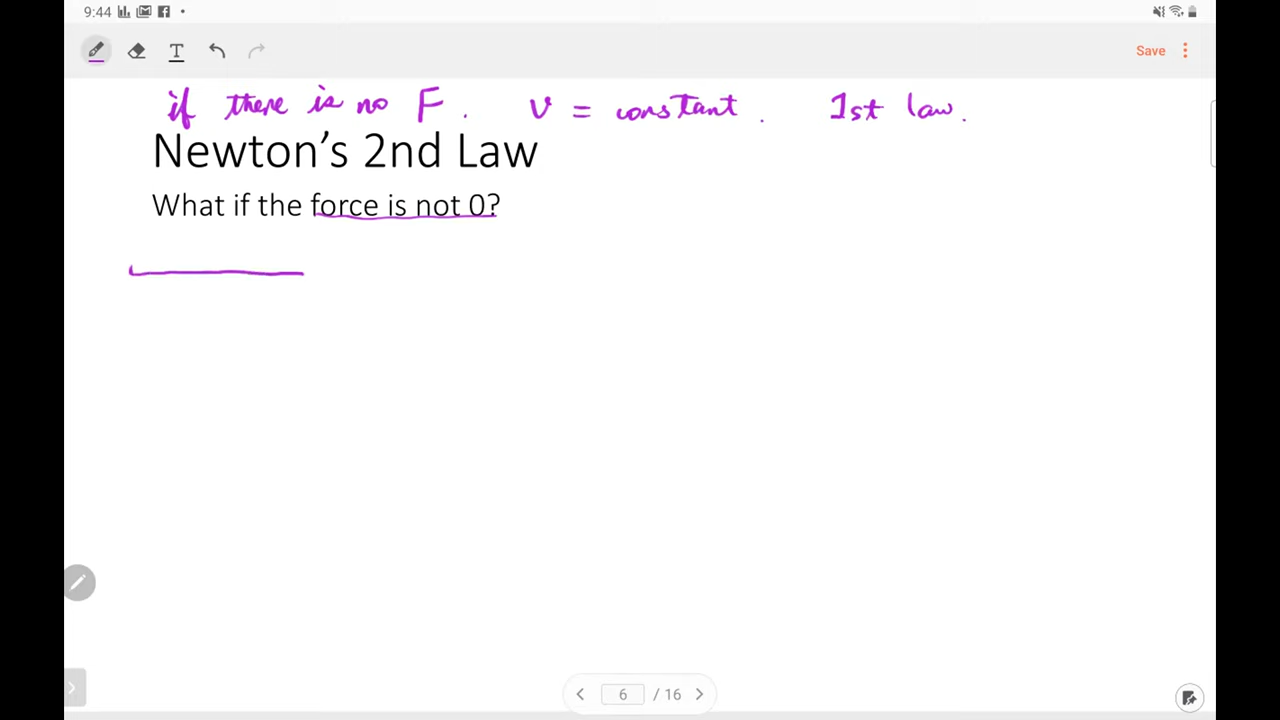 9:44
Save
if there is no F. v = constant. 1st law.
Newton's 2nd Law
What if the force is not 0?
6 / 16